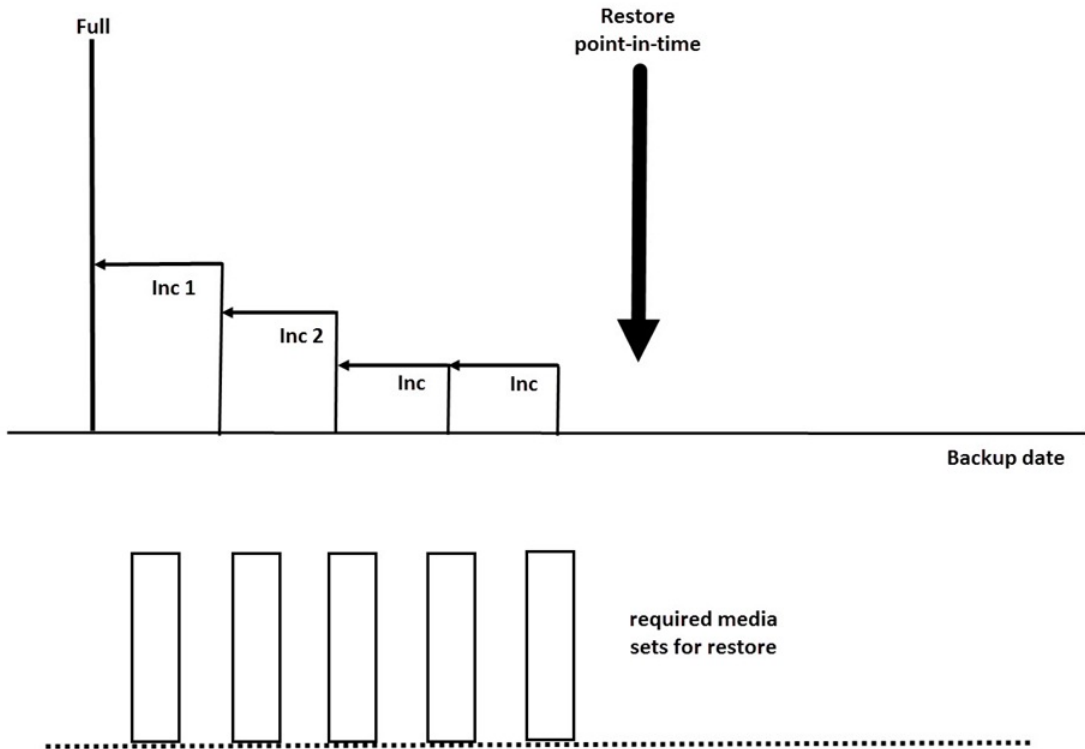 Full
Restore
point-in-time
Inc 1
Inc 2
Inc
Inc
Backup date
required media
sets for restore